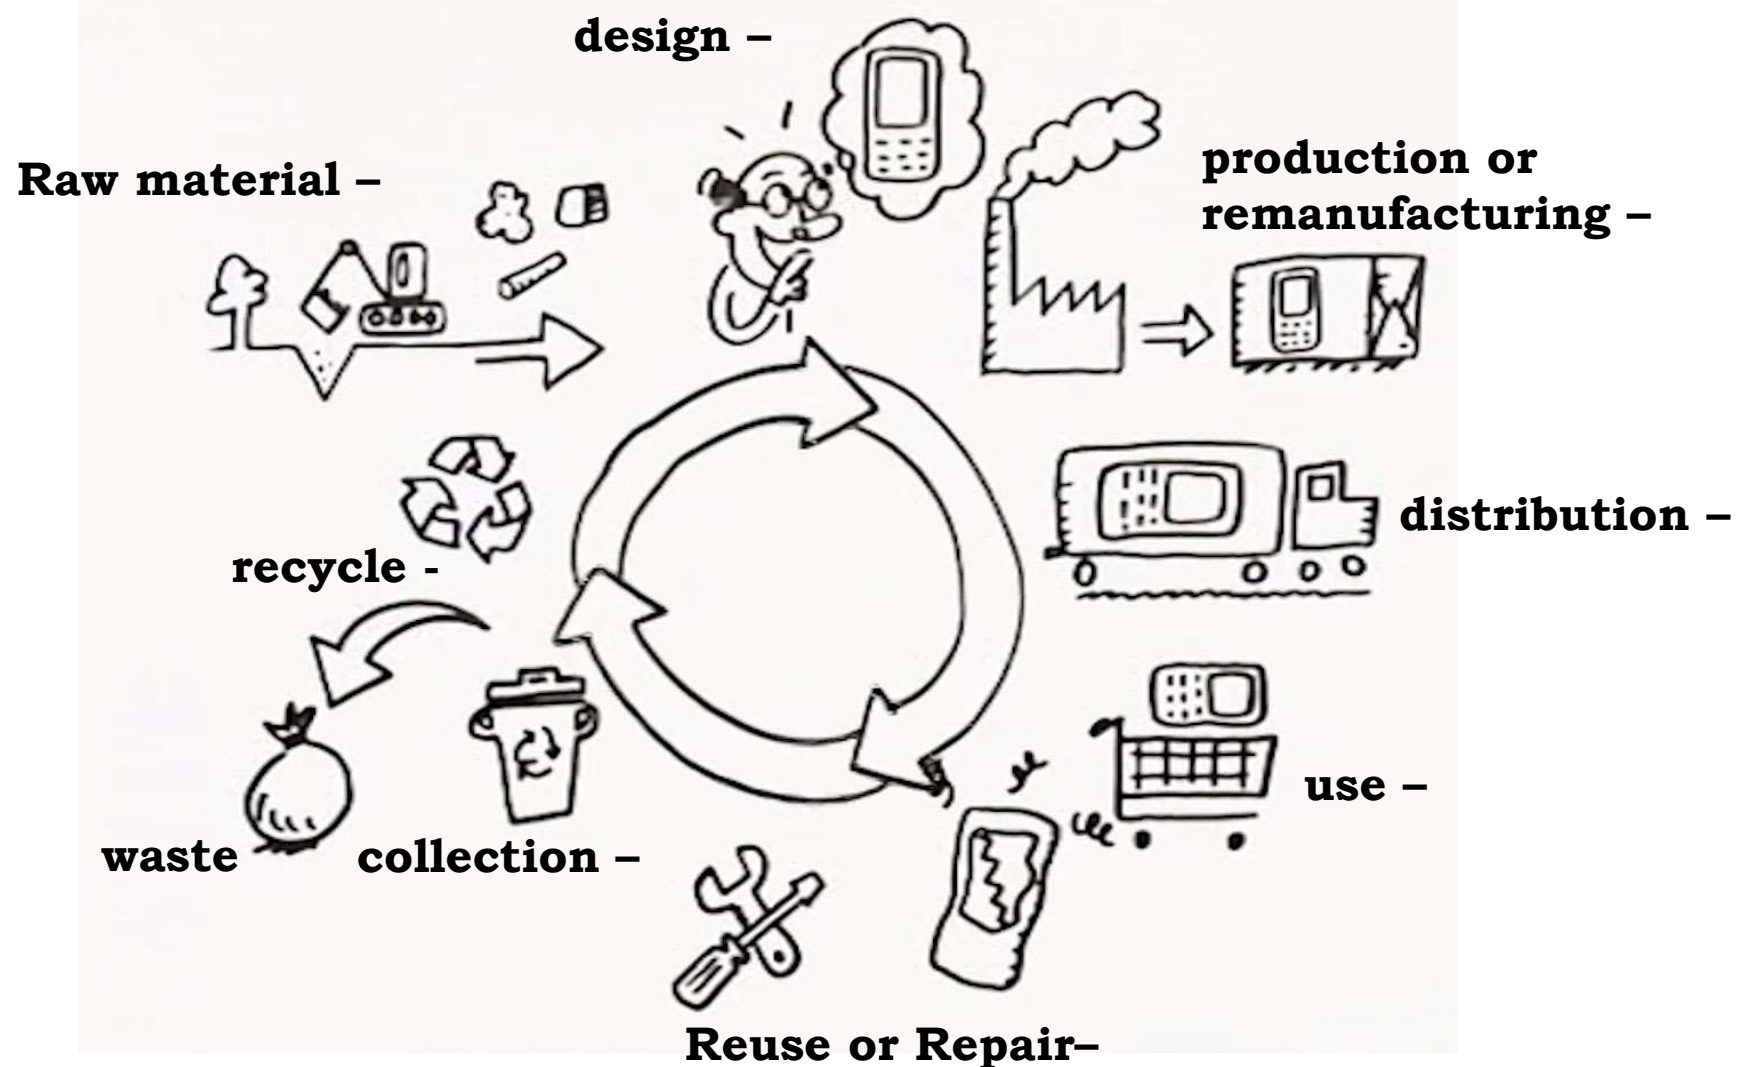 design –
Raw material –
production or
remanufacturing –
distribution –
recycle -
use –
waste
collection –
Reuse or Repair–